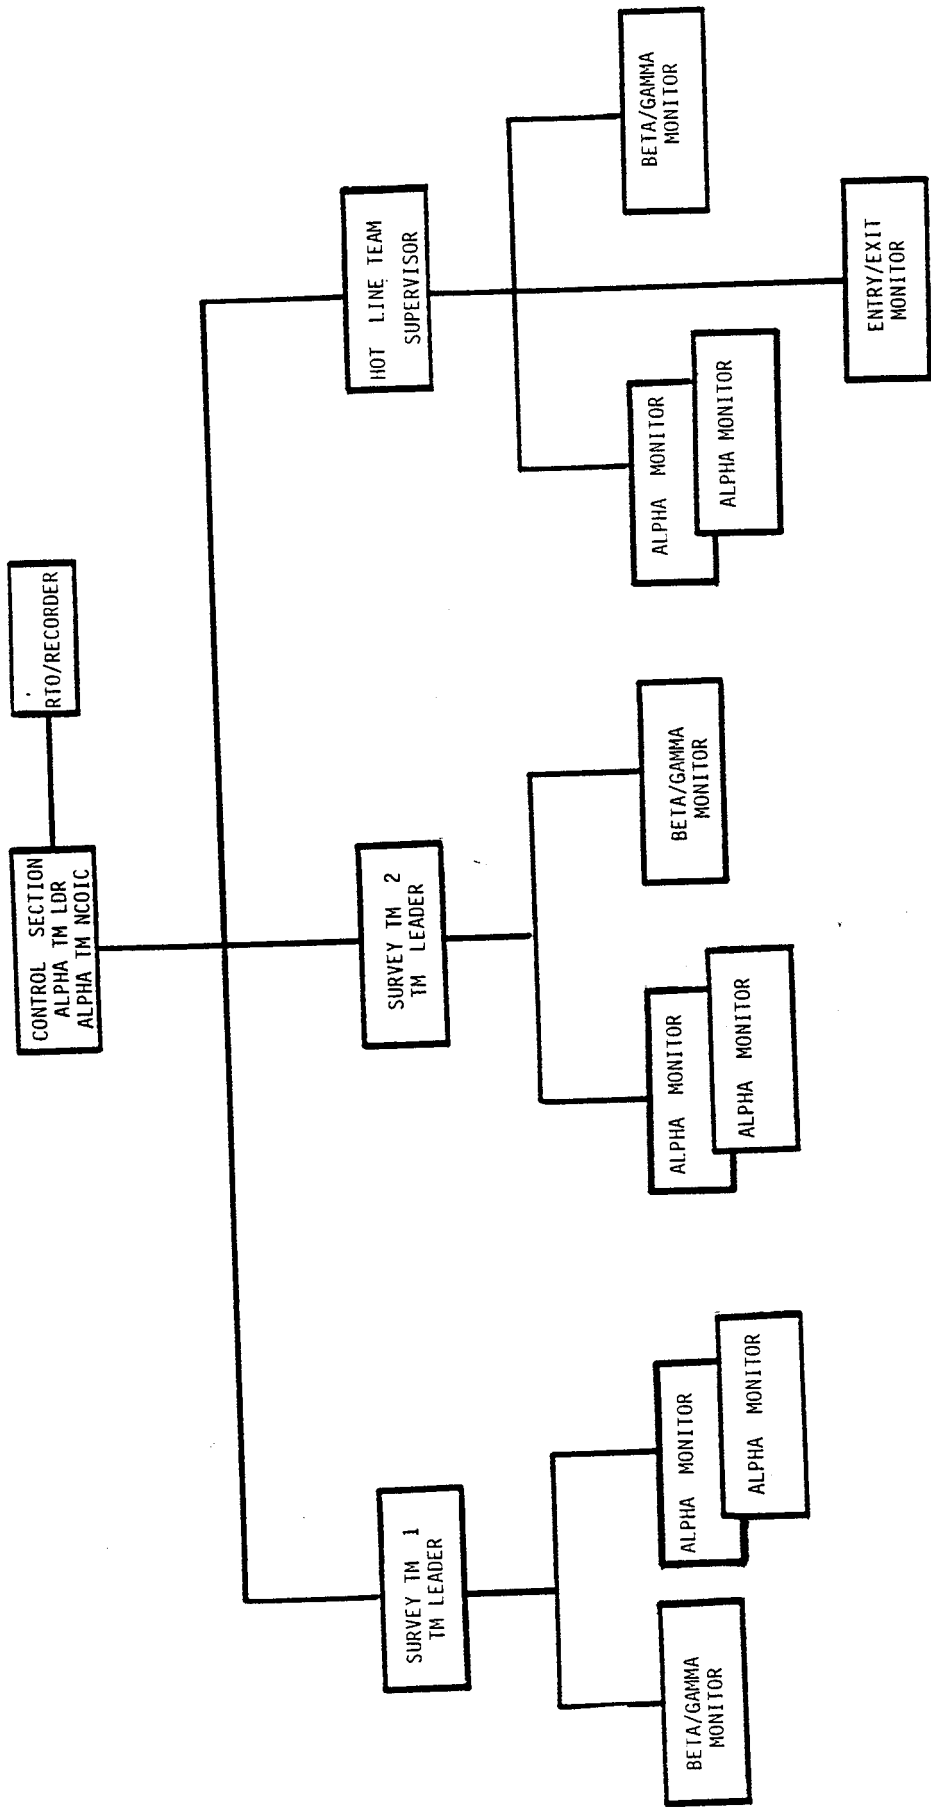 CONTROL SECTION
ALPHA TM LDR
ALPHA TM NCOIC
RTO/RECORDER
SURVEY TM 1
TM LEADER
SURVEY TM 2
TM LEADER
HOT LINE TEAM
SUPERVISOR
BETA/GAMMA
MONITOR
ALPHA MONITOR
ALPHA MONITOR
ALPHA MONITOR
ALPHA MONITOR
BETA/GAMMA
MONITOR
ALPHA MONITOR
ALPHA MONITOR
BETA/GAMMA
MONITOR
ENTRY/EXIT
MONITOR